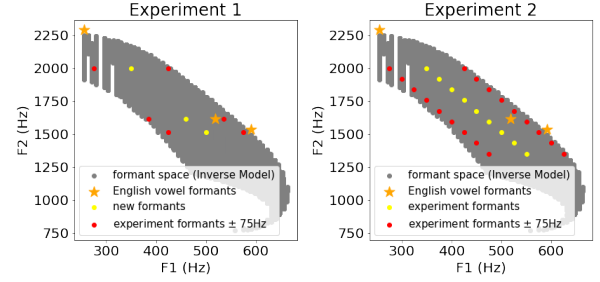 Experiment 1
F2 (Hz)
2250
2000
1750
1500
1250
1000
750
formant space (Inverse Model)
English vowel formants
new formants
experiment formants ± 75Hz
300 400 500 600
F1 (Hz)
Experiment 2
F2 (Hz)
2250
2000
1750
1500
1250
1000
750
formant space (Inverse Model)
English vowel formants
experiment formants
experiment formants ± 75Hz
300 400 500 600
F1 (Hz)